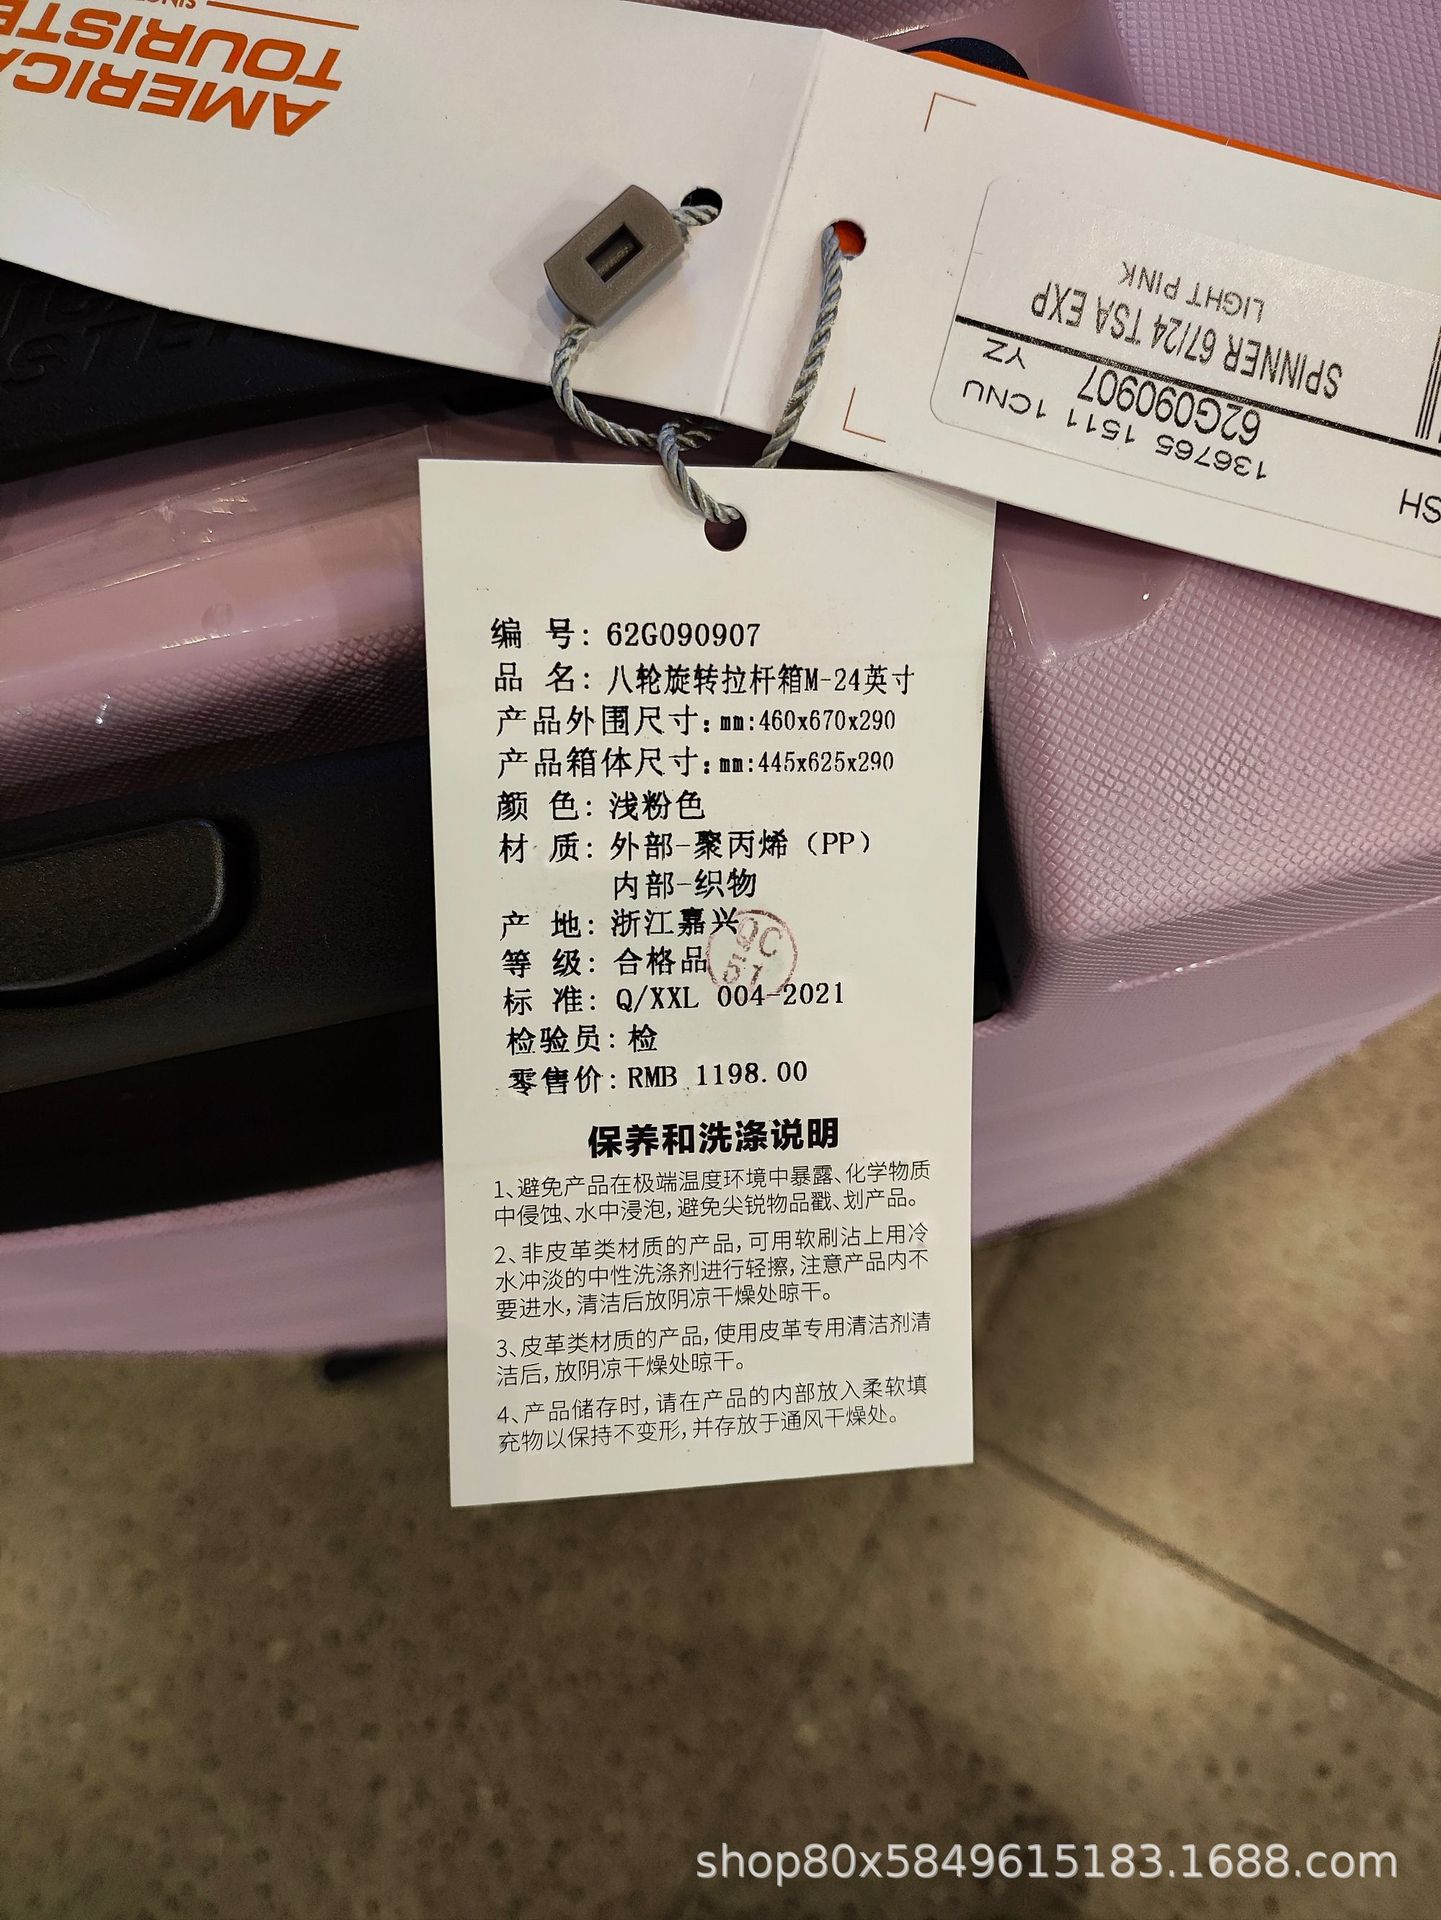 AMERICA
TOURISTE
136765 1511 1CNU
62G090907
YZ
SPINNER 67/24 TSA EXP
LIGHT PINK
SH
编 号: 62G090907
品 名: 八轮旋转拉杆箱M-24英寸
产品外围尺寸: mm:460x670x290
产品箱体尺寸: mm:445x625x290
颜 色: 浅粉色
材 质: 外部-聚丙烯（PP）
内部-织物
产 地: 浙江嘉兴
等 级: 合格品
QC
51
标 准: Q/XXL 004-2021
检验员: 检
零售价: RMB 1198.00
保养和洗涤说明
1、避免产品在极端温度环境中暴露、化学物质
中侵蚀、水中浸泡，避免尖锐物品戳、划产品。
2、非皮革类材质的产品，可用软刷沾上用冷
水冲淡的中性洗涤剂进行轻擦，注意产品内不
要进水，清洁后放阴凉干燥处晾干。
3、皮革类材质的产品，使用皮革专用清洁剂清
洁后，放阴凉干燥处晾干。
4、产品储存时，请在产品的内部放入柔软填
充物以保持不变形，并存放于通风干燥处。
shop80x5849615183.1688.com